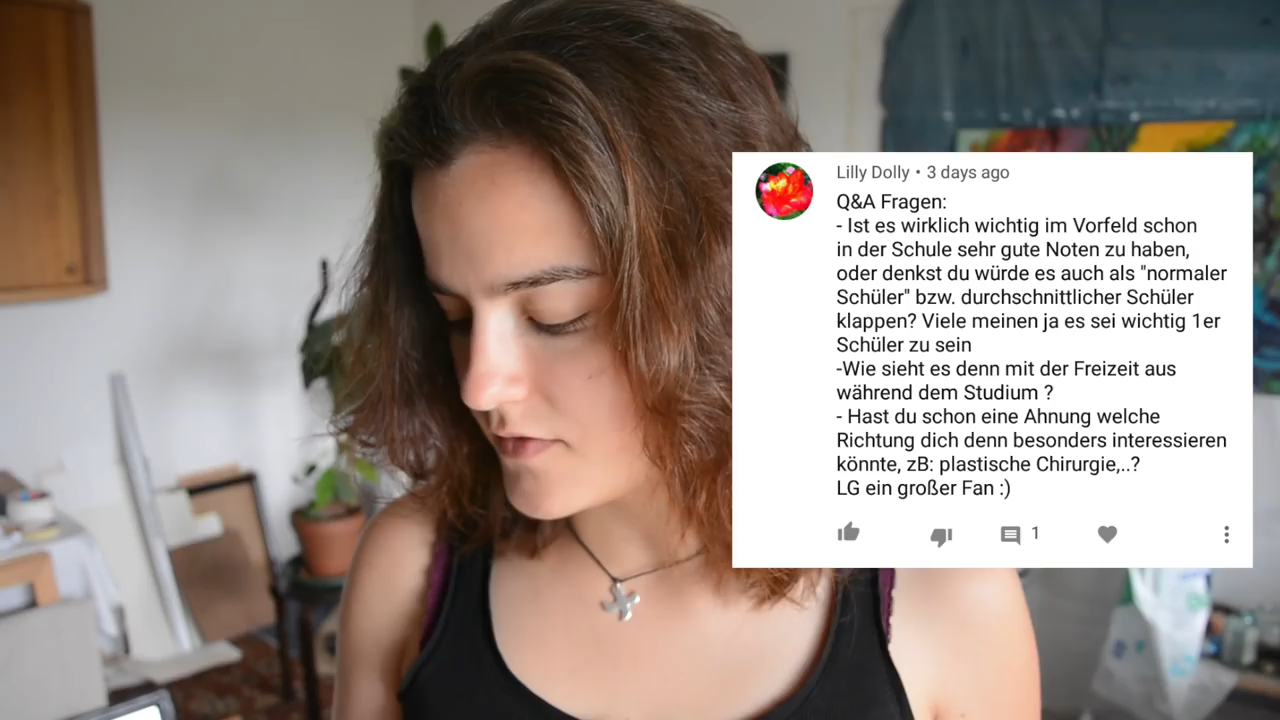 Lilly Dolly • 3 days ago
Q&A Fragen:
- Ist es wirklich wichtig im Vorfeld schon
in der Schule sehr gute Noten zu haben,
oder denkst du würde es auch als "normaler
Schüler" bzw. durchschnittlicher Schüler
klappen? Viele meinen ja es sei wichtig 1er
Schüler zu sein
-Wie sieht es denn mit der Freizeit aus
während dem Studium ?
- Hast du schon eine Ahnung welche
Richtung dich denn besonders interessieren
könnte, zB: plastische Chirurgie,..?
LG ein großer Fan :)
1